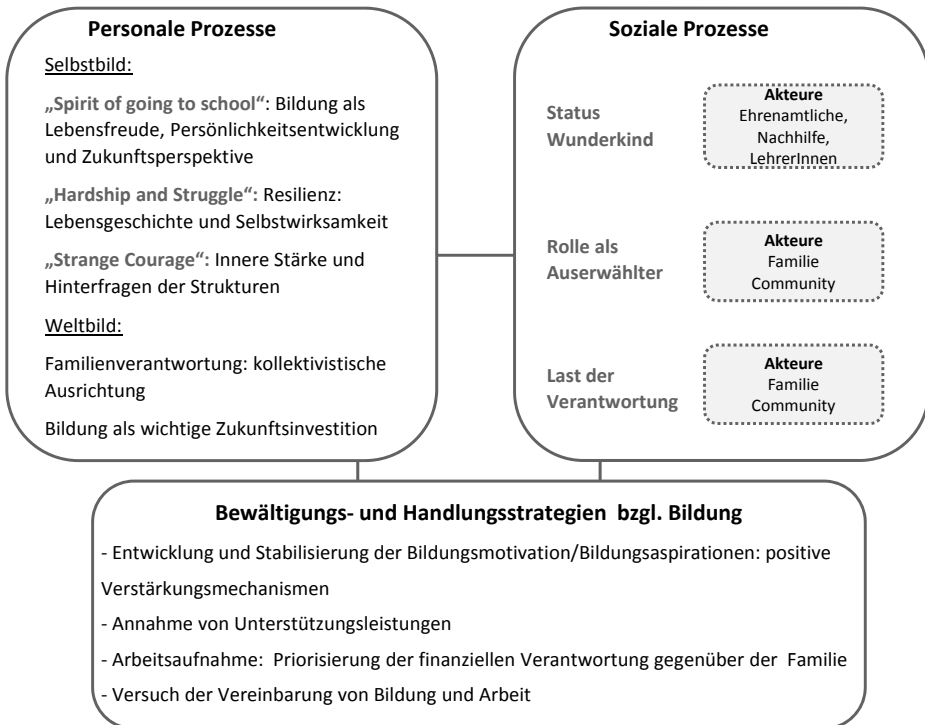 Personale Prozesse
Selbstbild:
„Spirit of going to school“: Bildung als
Lebensfreude, Persönlichkeitsentwicklung
und Zukunftsperspektive
„Hardship and Struggle“: Resilienz:
Lebensgeschichte und Selbstwirksamkeit
„Strange Courage“: Innere Stärke und
Hinterfragen der Strukturen
Weltbild:
Familienverantwortung: kollektivistische
Ausrichtung
Bildung als wichtige Zukunftsinvestition
Soziale Prozesse
Status
Wunderkind
Akteure
Ehrenamtliche,
Nachhilfe,
LehrerInnen
Rolle als
Auserwählter
Akteure
Familie
Community
Last der
Verantwortung
Akteure
Familie
Community
Bewältigungs- und Handlungsstrategien bzgl. Bildung
- Entwicklung und Stabilisierung der Bildungsmotivation/Bildungsaspirationen: positive
Verstärkungsmechanismen
- Annahme von Unterstützungsleistungen
- Arbeitsaufnahme: Priorisierung der finanziellen Verantwortung gegenüber der Familie
- Versuch der Vereinbarung von Bildung und Arbeit